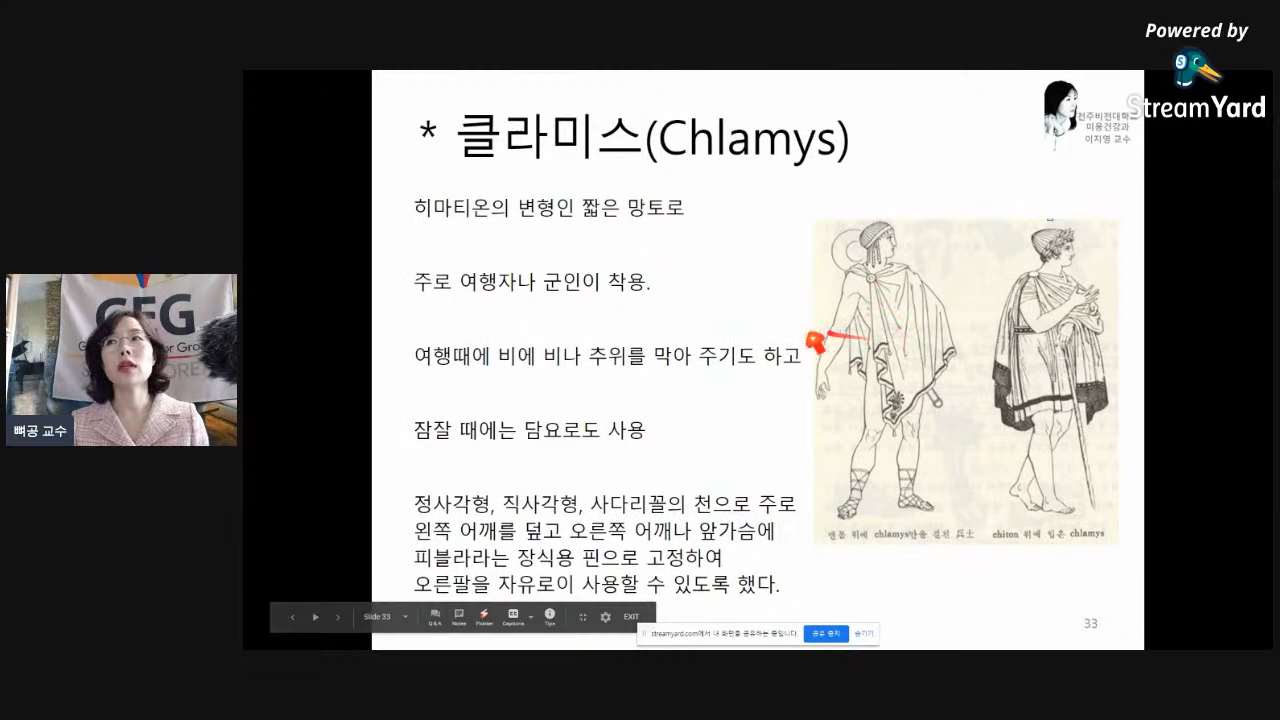 Powered by
StreamYard
* 클라미스(Chlamys)
전주비전대학
미용건강과
이지영 교수
히마티온의 변형인 짧은 망토로
주로 여행자나 군인이 착용.
여행때에 비에 비나 추위를 막아 주기도 하고
잠잘 때에는 담요로도 사용
정사각형, 직사각형, 사다리꼴의 천으로 주로
왼쪽 어깨를 덮고 오른쪽 어깨나 앞가슴에
피블라라는 장식용 핀으로 고정하여
오른팔을 자유로이 사용할 수 있도록 했다.
맨몸 위에 chlamys만을 걸친 兵士
chiton 위에 입은 chlamys
GEG
for Gro
뼈공 교수
Slide 33
Q&A
Notes
Pointer
Captions
Tips
EXIT
streamyard.com에서 내 화면을 공유하는 중입니다.
공유 중지
숨기기
33